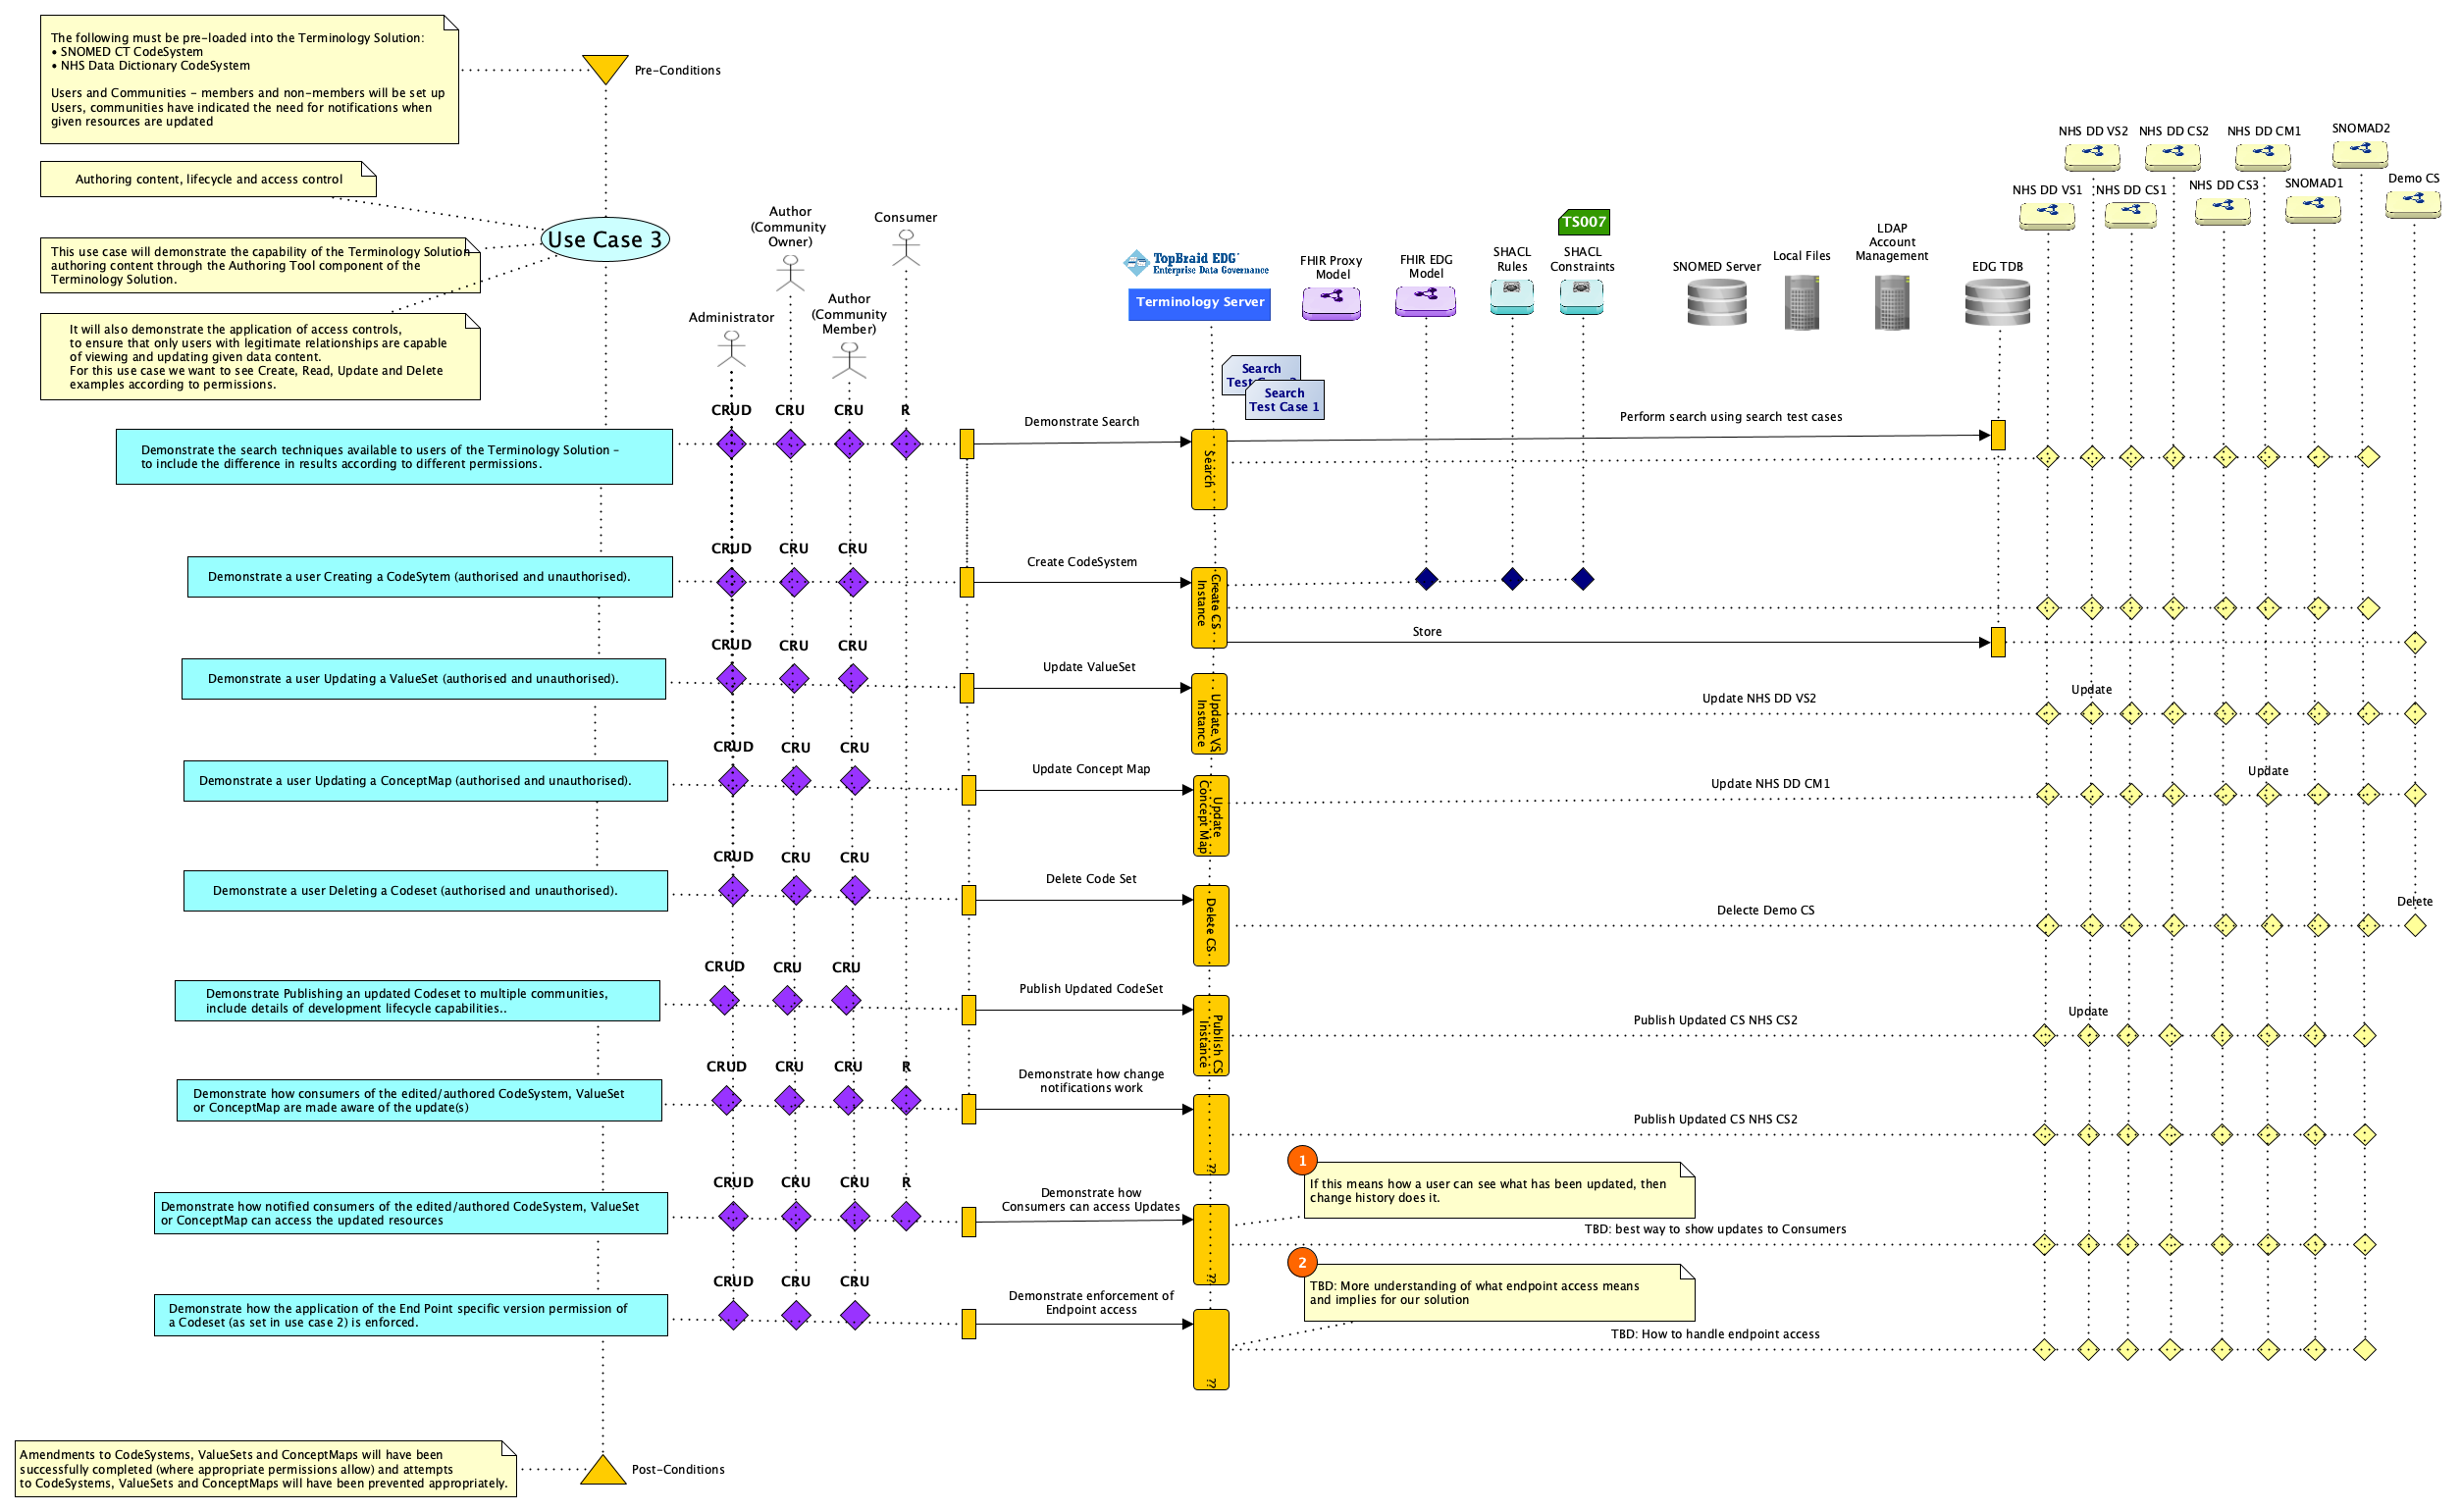 The following must be pre-loaded into the Terminology Solution:
• SNOMED CT CodeSystem
• NHS Data Dictionary CodeSystem
Users and Communities - members and non-members will be set up
Users, communities have indicated the need for notifications when
given resources are updated
Pre-Conditions
Authoring content, lifecycle and access control
Use Case 3
This use case will demonstrate the capability of the Terminology Solution
authoring content through the Authoring Tool component of the
Terminology Solution.
It will also demonstrate the application of access controls,
to ensure that only users with legitimate relationships are capable
of viewing and updating given data content.
For this use case we want to see Create, Read, Update and Delete
examples according to permissions.
Administrator
Author
(Community
Owner)
Author
(Community
Member)
Consumer
TopBraid EDG
Enterprise Data Governance
Terminology Server
FHIR Proxy
Model
FHIR EDG
Model
SHACL
Rules
TS007
SHACL
Constraints
SNOMED Server
Local Files
LDAP
Account
Management
EDG TDB
NHS DD VS1
NHS DD VS2
NHS DD CS1
NHS DD CS2
NHS DD CS3
NHS DD CM1
SNOMAD1
SNOMAD2
Demo CS
Search
Test Case 2
Search
Test Case 1
Demonstrate the search techniques available to users of the Terminology Solution -
to include the difference in results according to different permissions.
CRUD
CRU
CRU
R
Demonstrate Search
Search
Perform search using search test cases
Demonstrate a user Creating a CodeSytem (authorised and unauthorised).
CRUD
CRU
CRU
Create CodeSystem
Create CS
Instance
Store
Demonstrate a user Updating a ValueSet (authorised and unauthorised).
CRUD
CRU
CRU
Update ValueSet
Update VS
Instance
Update NHS DD VS2
Update
Demonstrate a user Updating a ConceptMap (authorised and unauthorised).
CRUD
CRU
CRU
Update Concept Map
Update
Concept Map
Update NHS DD CM1
Update
Demonstrate a user Deleting a Codeset (authorised and unauthorised).
CRUD
CRU
CRU
Delete Code Set
Delete CS
Delecte Demo CS
Delete
Demonstrate Publishing an updated Codeset to multiple communities,
include details of development lifecycle capabilities..
CRUD
CRU
CRU
Publish Updated CodeSet
Publish CS
Instance
Publish Updated CS NHS CS2
Update
Demonstrate how consumers of the edited/authored CodeSystem, ValueSet
or ConceptMap are made aware of the update(s)
CRUD
CRU
CRU
R
Demonstrate how change
notifications work
??
Publish Updated CS NHS CS2
1
If this means how a user can see what has been updated, then
change history does it.
Demonstrate how notified consumers of the edited/authored CodeSystem, ValueSet
or ConceptMap can access the updated resources
CRUD
CRU
CRU
R
Demonstrate how
Consumers can access Updates
??
TBD: best way to show updates to Consumers
2
TBD: More understanding of what endpoint access means
and implies for our solution
Demonstrate how the application of the End Point specific version permission of
a Codeset (as set in use case 2) is enforced.
CRUD
CRU
CRU
Demonstrate enforcement of
Endpoint access
??
TBD: How to handle endpoint access
Amendments to CodeSystems, ValueSets and ConceptMaps will have been
successfully completed (where appropriate permissions allow) and attempts
to CodeSystems, ValueSets and ConceptMaps will have been prevented appropriately.
Post-Conditions